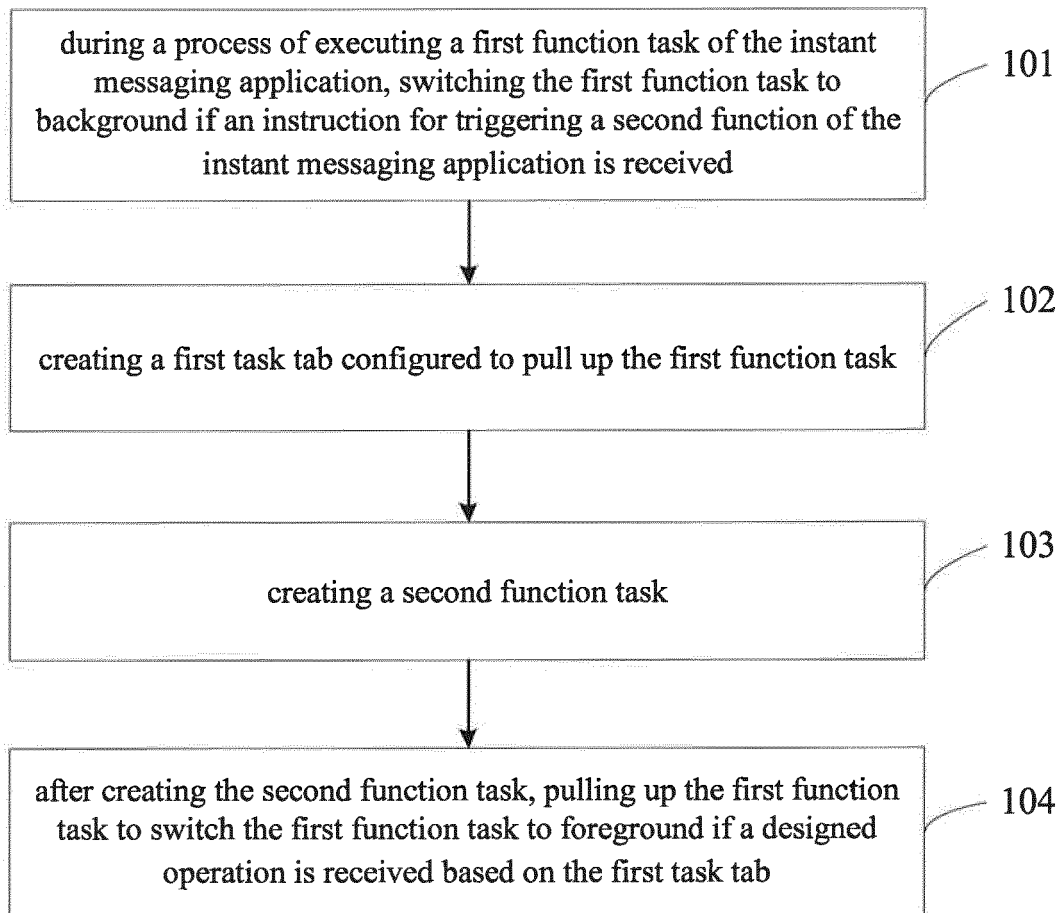 during a process of executing a first function task of the instant
messaging application, switching the first function task to
background if an instruction for triggering a second function of the
instant messaging application is received
101
creating a first task tab configured to pull up the first function task
102
creating a second function task
103
after creating the second function task, pulling up the first function
task to switch the first function task to foreground if a designed
operation is received based on the first task tab
104